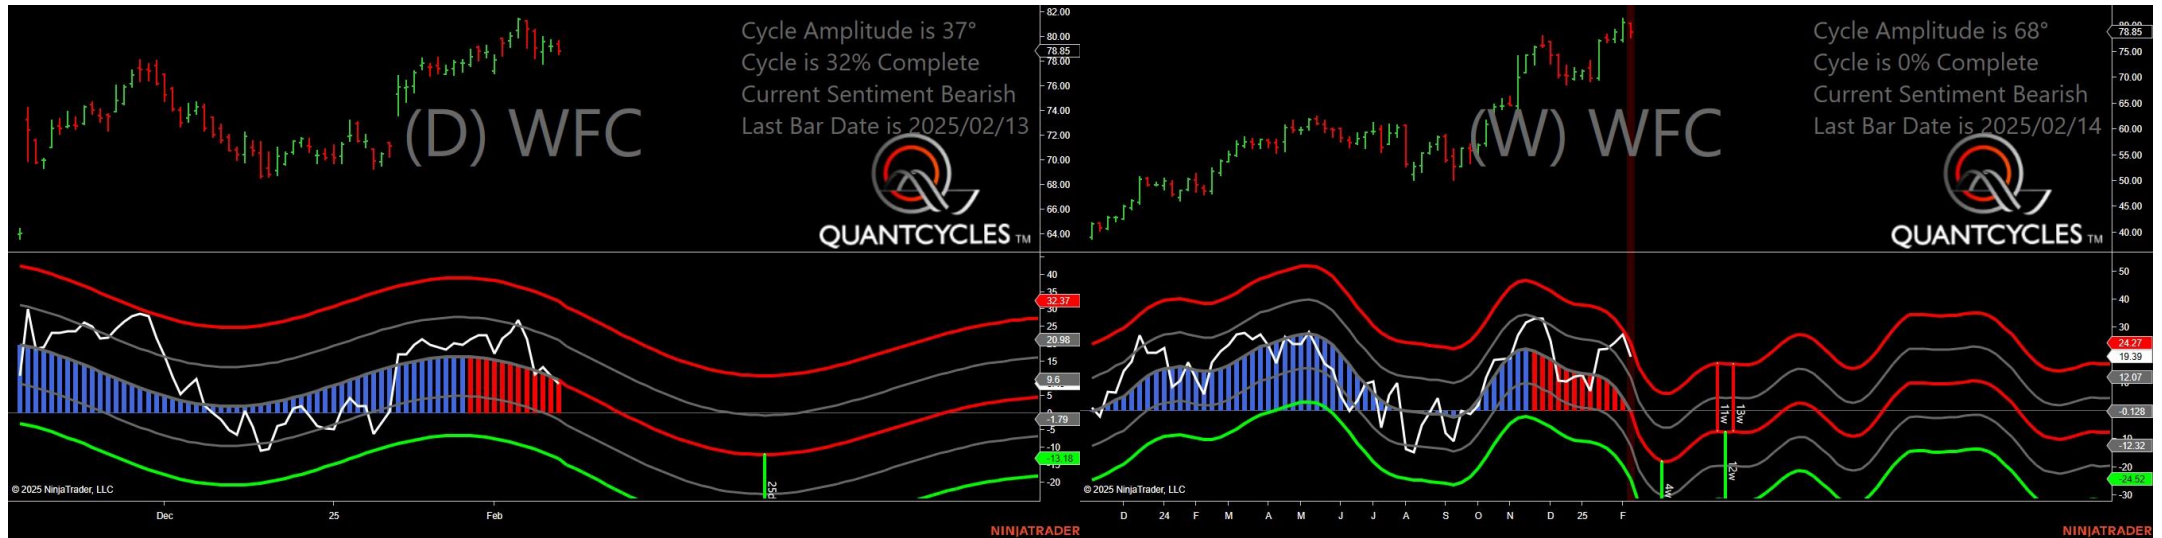 Cycle Amplitude is 37°
Cycle is 32% Complete
Current Sentiment Bearish
Last Bar Date is 2025/02/13
(D) WFC
QUANTCYCLES TM
82.00
80.00
78.85
78.00
76.00
74.00
72.00
70.00
68.00
66.00
64.00
40
35
32.37
30
25
20.98
15
9.6
5
-1.79
-5
-10
-13.18
-20
25d
© 2025 NinjaTrader, LLC
Dec
25
Feb
NINJATRADER
Cycle Amplitude is 68°
Cycle is 0% Complete
Current Sentiment Bearish
Last Bar Date is 2025/02/14
(W) WFC
QUANTCYCLES TM
80.00
78.85
75.00
70.00
65.00
60.00
55.00
50.00
45.00
40.00
50
40
30
24.27
19.39
12.07
-0.128
-12.32
-20
-24.52
-30
11w
13w
12w
4w
© 2025 NinjaTrader, LLC
D
24
F
M
A
M
J
J
A
S
O
N
D
25
F
NINJATRADER